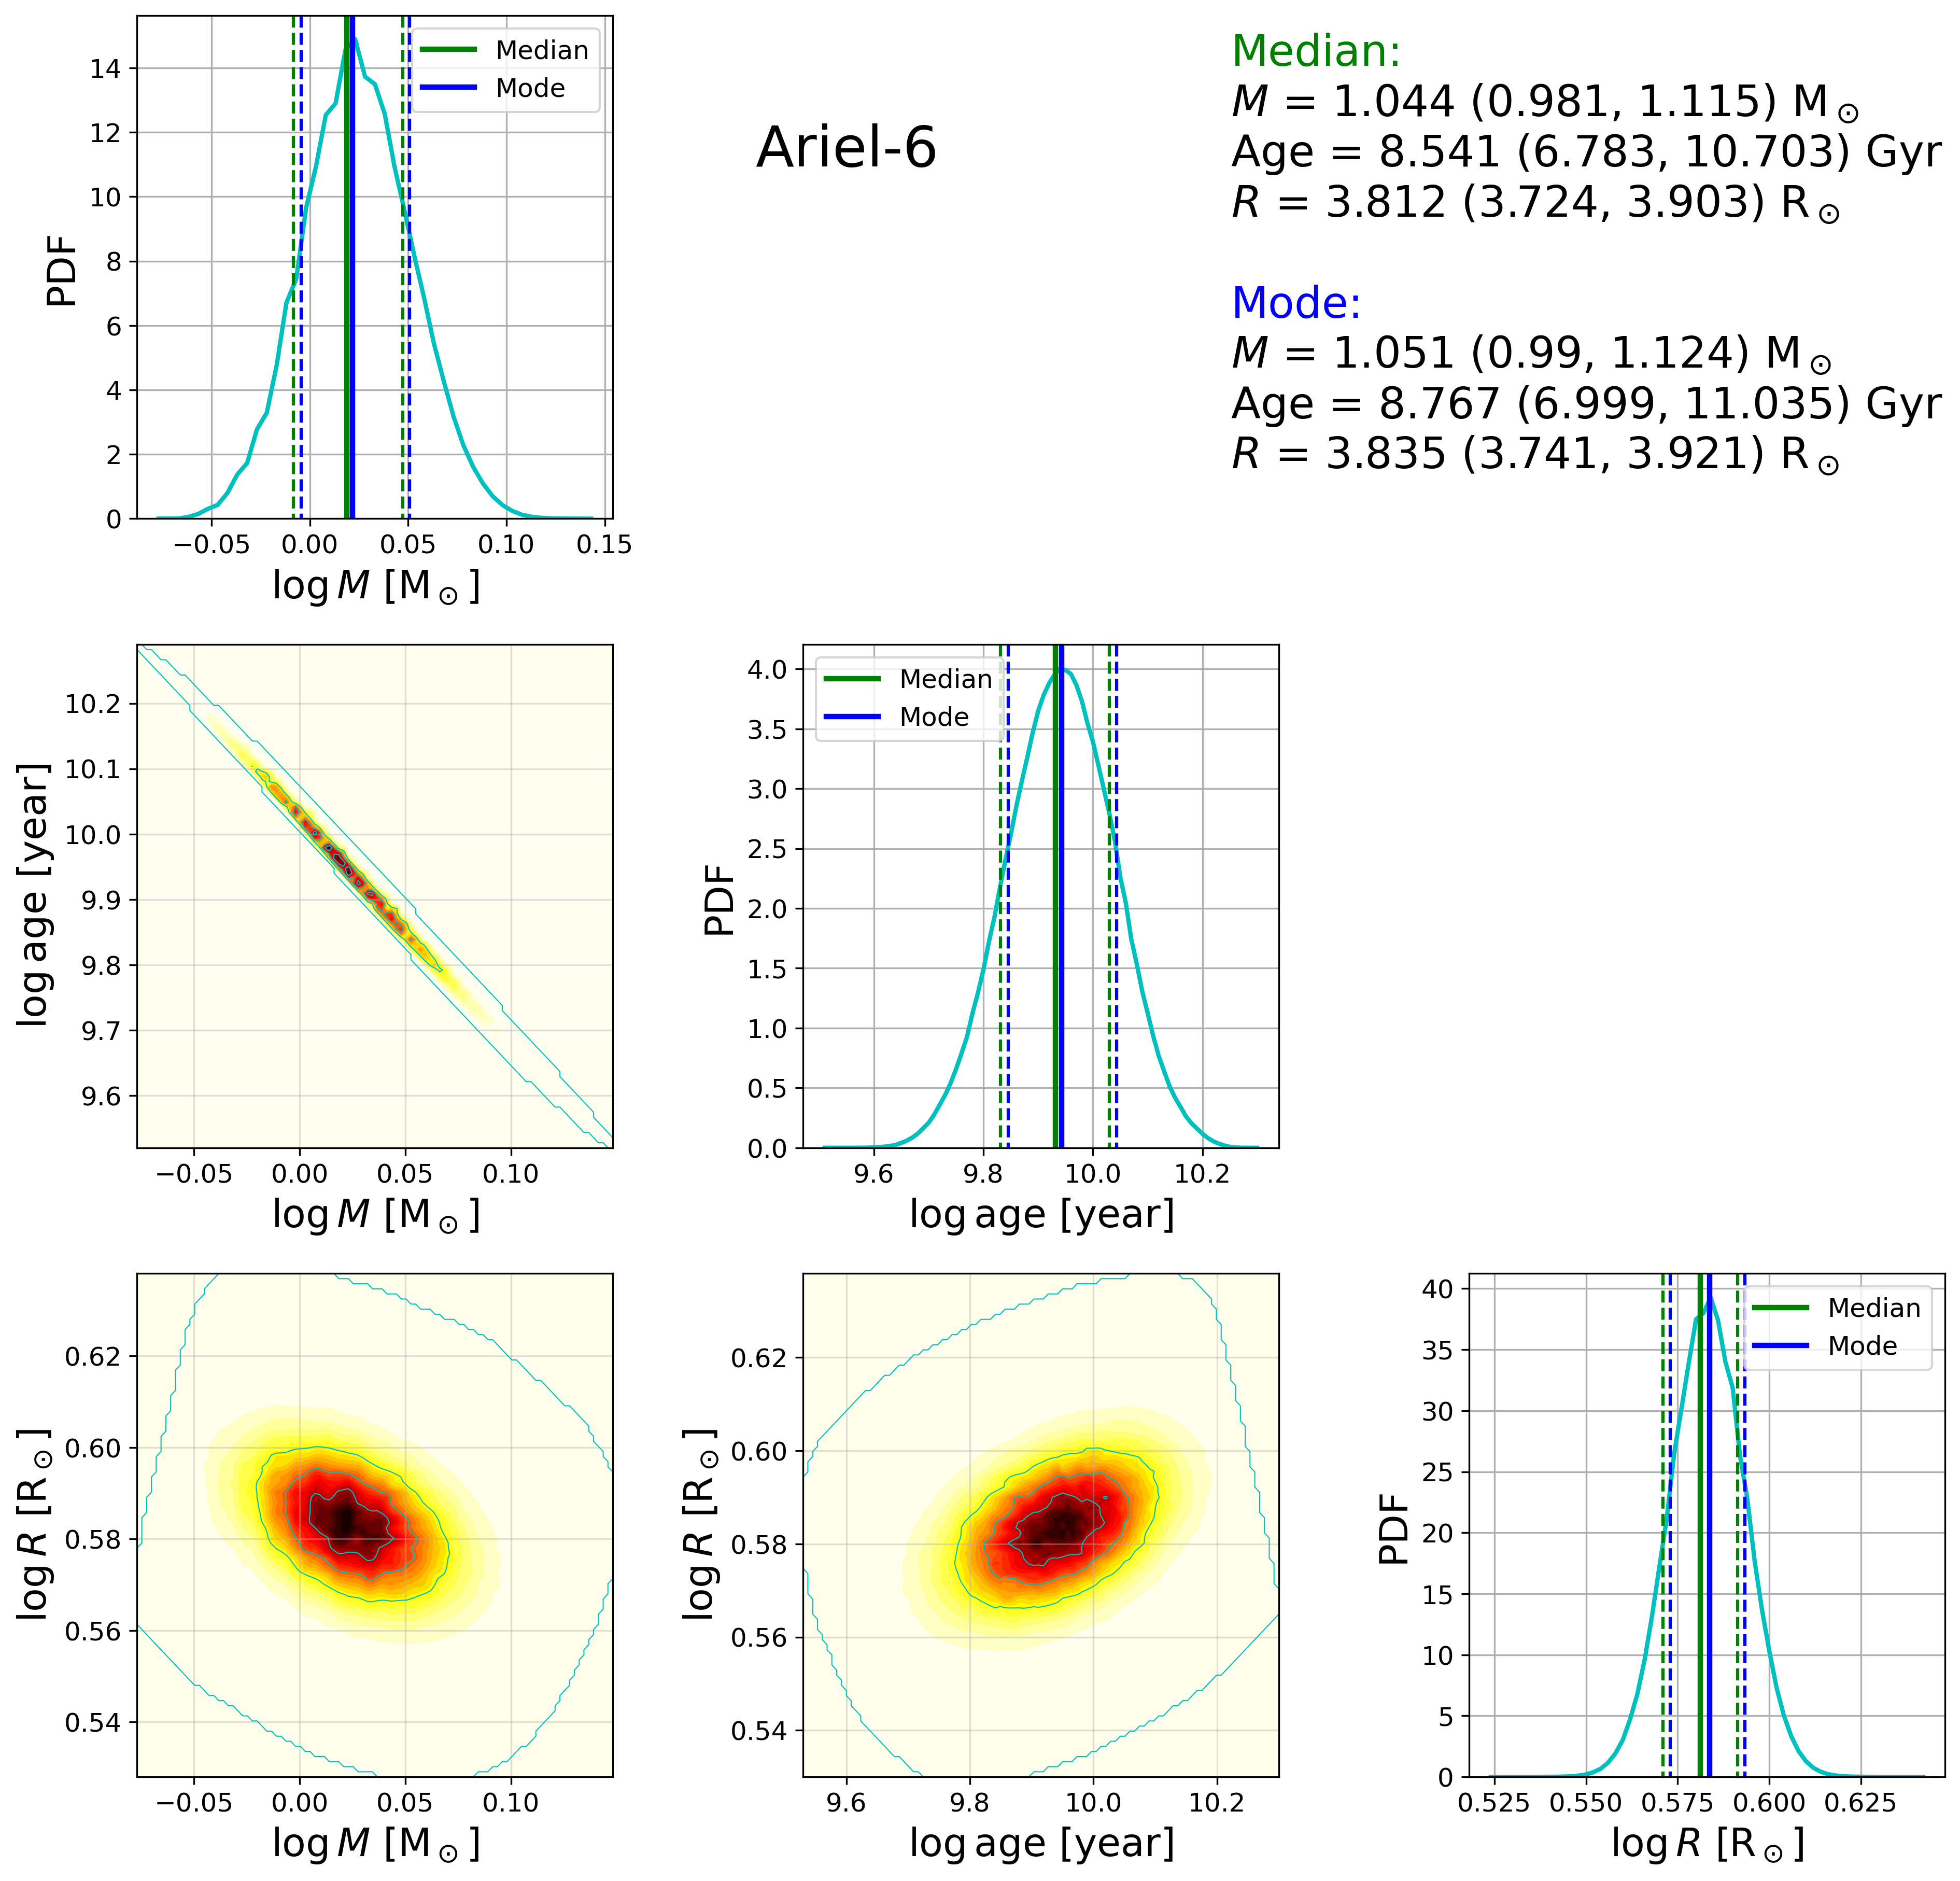 Median
Mode
14
12
10
8
6
4
2
0
PDF
−0.05 0.00 0.05 0.10 0.15
log M [M⊙]
Ariel-6
Median:
M = 1.044 (0.981, 1.115) M⊙
Age = 8.541 (6.783, 10.703) Gyr
R = 3.812 (3.724, 3.903) R⊙
Mode:
M = 1.051 (0.99, 1.124) M⊙
Age = 8.767 (6.999, 11.035) Gyr
R = 3.835 (3.741, 3.921) R⊙
10.2
10.1
10.0
9.9
9.8
9.7
9.6
log age [year]
−0.05 0.00 0.05 0.10
log M [M⊙]
Median
Mode
4.0
3.5
3.0
2.5
2.0
1.5
1.0
0.5
0.0
PDF
9.6 9.8 10.0 10.2
log age [year]
0.62
0.60
0.58
0.56
0.54
log R [R⊙]
−0.05 0.00 0.05 0.10
log M [M⊙]
0.62
0.60
0.58
0.56
0.54
log R [R⊙]
9.6 9.8 10.0 10.2
log age [year]
Median
Mode
40
35
30
25
20
15
10
5
0
PDF
0.525 0.550 0.575 0.600 0.625
log R [R⊙]